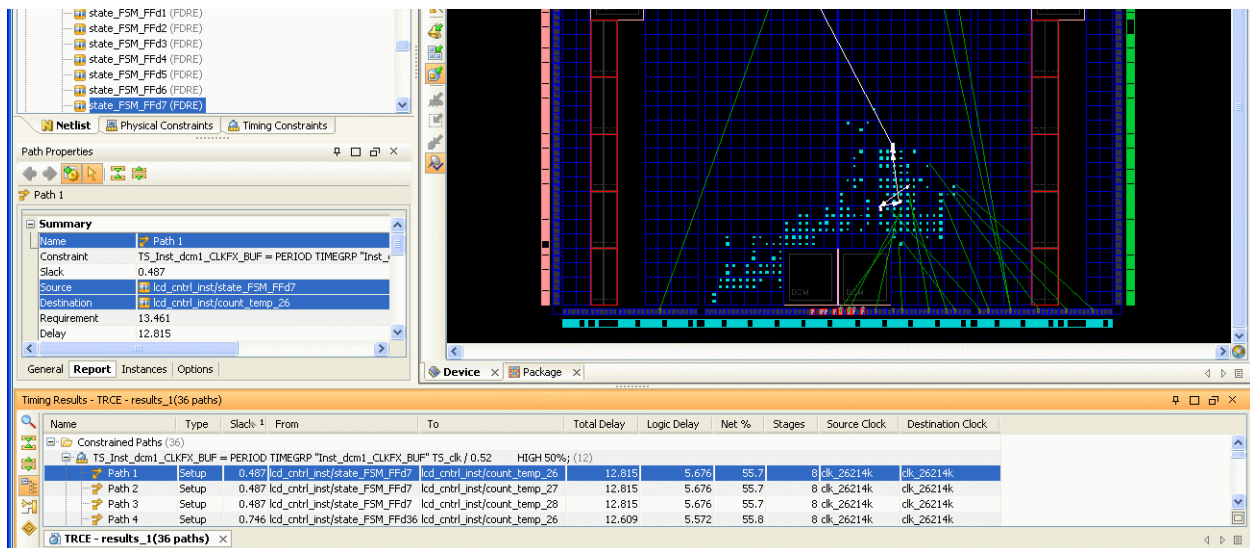 state_FSM_FFd1 (FDRE)
state_FSM_FFd2 (FDRE)
state_FSM_FFd3 (FDRE)
state_FSM_FFd4 (FDRE)
state_FSM_FFd5 (FDRE)
state_FSM_FFd6 (FDRE)
state_FSM_FFd7 (FDRE)
Netlist Physical Constraints Timing Constraints
Path Properties
Path 1
Summary
Name Path 1
Constraint TS_Inst_dcm1_CLKFX_BUF = PERIOD TIMEGRP "Inst_
Slack 0.487
Source lcd_cntrl_inst/state_FSM_FFd7
Destination lcd_cntrl_inst/count_temp_26
Requirement 13.461
Delay 12.815
General Report Instances Options
DCM DCM
Device Package
Timing Results - TRCE - results_1(36 paths)
Name Type Slack 1 From To Total Delay Logic Delay Net % Stages Source Clock Destination Clock
Constrained Paths (36)
TS_Inst_dcm1_CLKFX_BUF = PERIOD TIMEGRP "Inst_dcm1_CLKFX_BUF" TS_clk / 0.52 HIGH 50%; (12)
Path 1 Setup 0.487 lcd_cntrl_inst/state_FSM_FFd7 lcd_cntrl_inst/count_temp_26 12.815 5.676 55.7 8 clk_26214k clk_26214k
Path 2 Setup 0.487 lcd_cntrl_inst/state_FSM_FFd7 lcd_cntrl_inst/count_temp_27 12.815 5.676 55.7 8 clk_26214k clk_26214k
Path 3 Setup 0.487 lcd_cntrl_inst/state_FSM_FFd7 lcd_cntrl_inst/count_temp_28 12.815 5.676 55.7 8 clk_26214k clk_26214k
Path 4 Setup 0.746 lcd_cntrl_inst/state_FSM_FFd36 lcd_cntrl_inst/count_temp_26 12.609 5.572 55.8 8 clk_26214k clk_26214k
TRCE - results_1(36 paths)